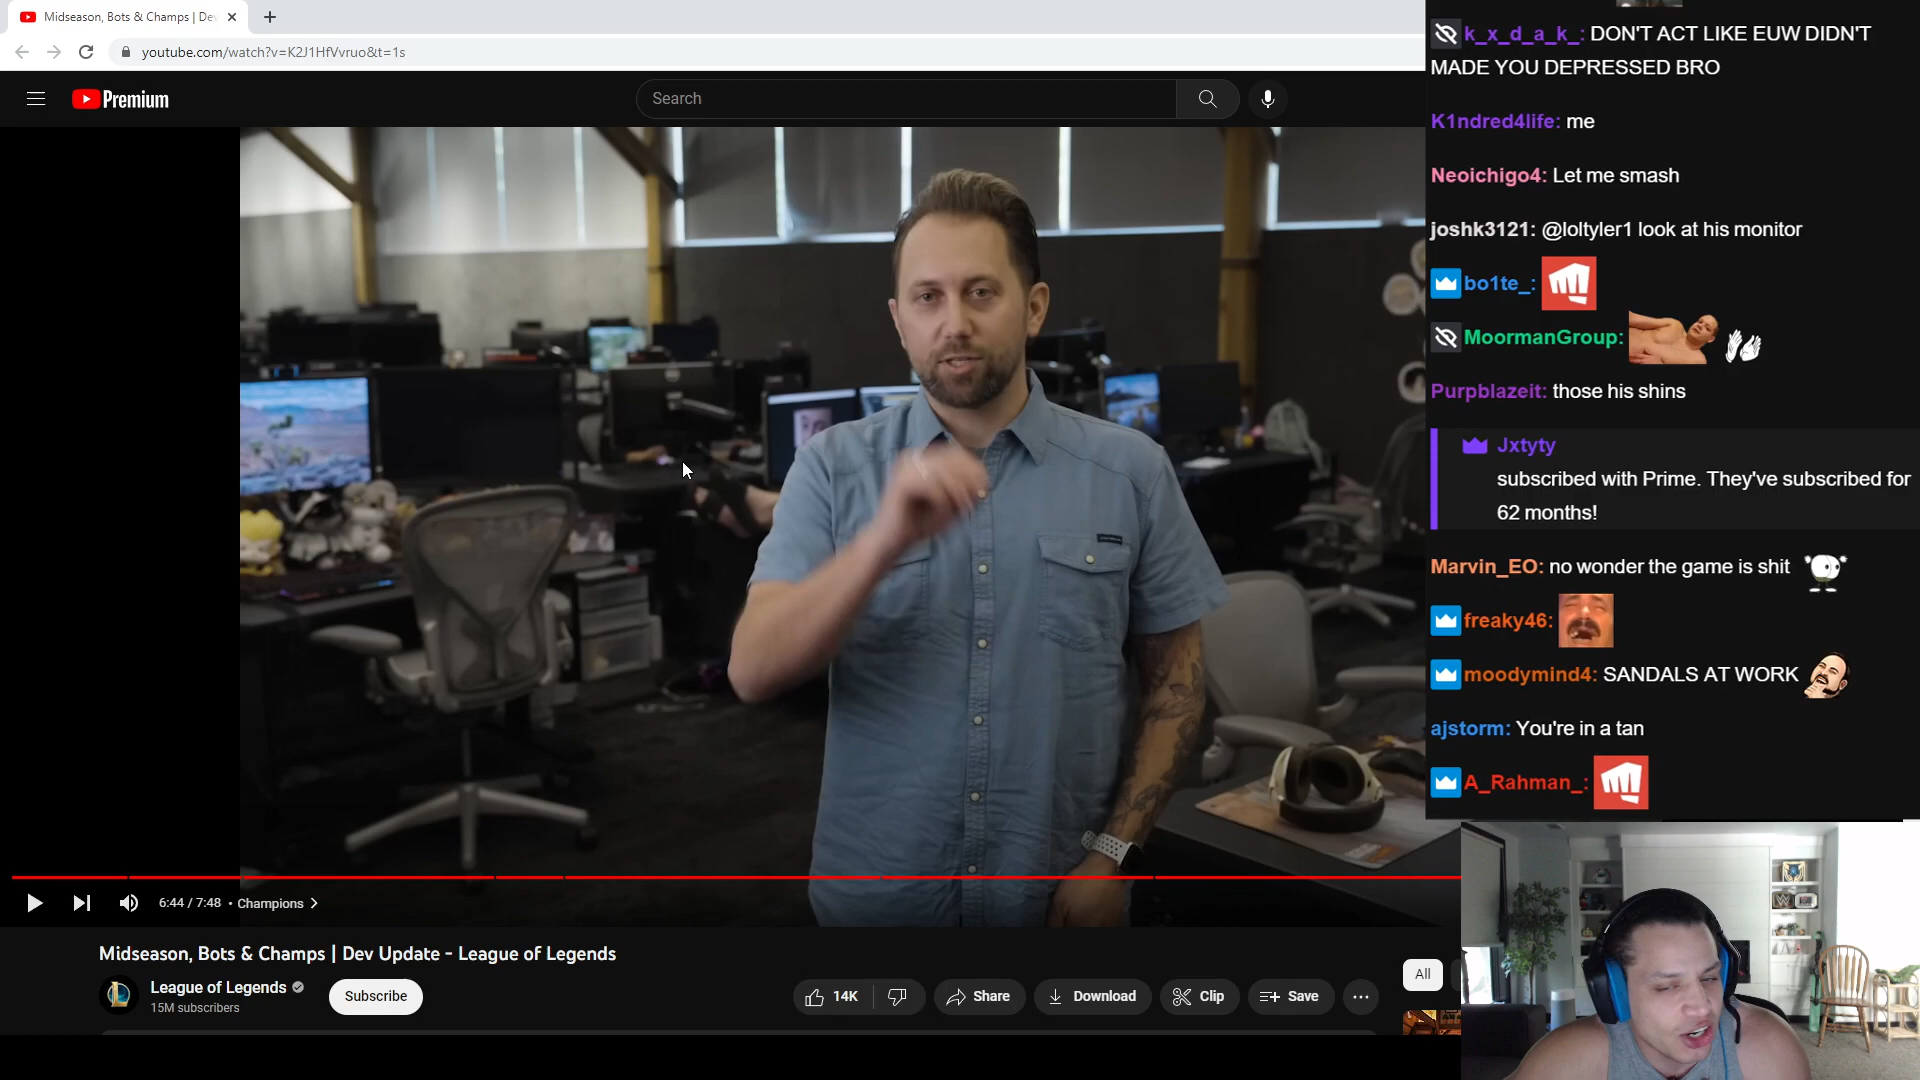 Midseason, Bots & Champs | De
youtube.com/watch?v=K2J1HfVvruo&t=1s
Premium
Search
6:44 / 7:48 • Champions
Midseason, Bots & Champs | Dev Update - League of Legends
League of Legends
15M subscribers
Subscribe
14K
Share
Download
Clip
Save
All
k_x_d_a_k_: DON'T ACT LIKE EUW DIDN'T
MADE YOU DEPRESSED BRO
K1ndred4life: me
Neoichigo4: Let me smash
joshk3121: @loltyler1 look at his monitor
bo1te_:
MoormanGroup:
Purpblazeit: those his shins
Jxtyty
subscribed with Prime. They've subscribed for
62 months!
Marvin_EO: no wonder the game is shit
freaky46:
moodymind4: SANDALS AT WORK
ajstorm: You're in a tan
A_Rahman_: